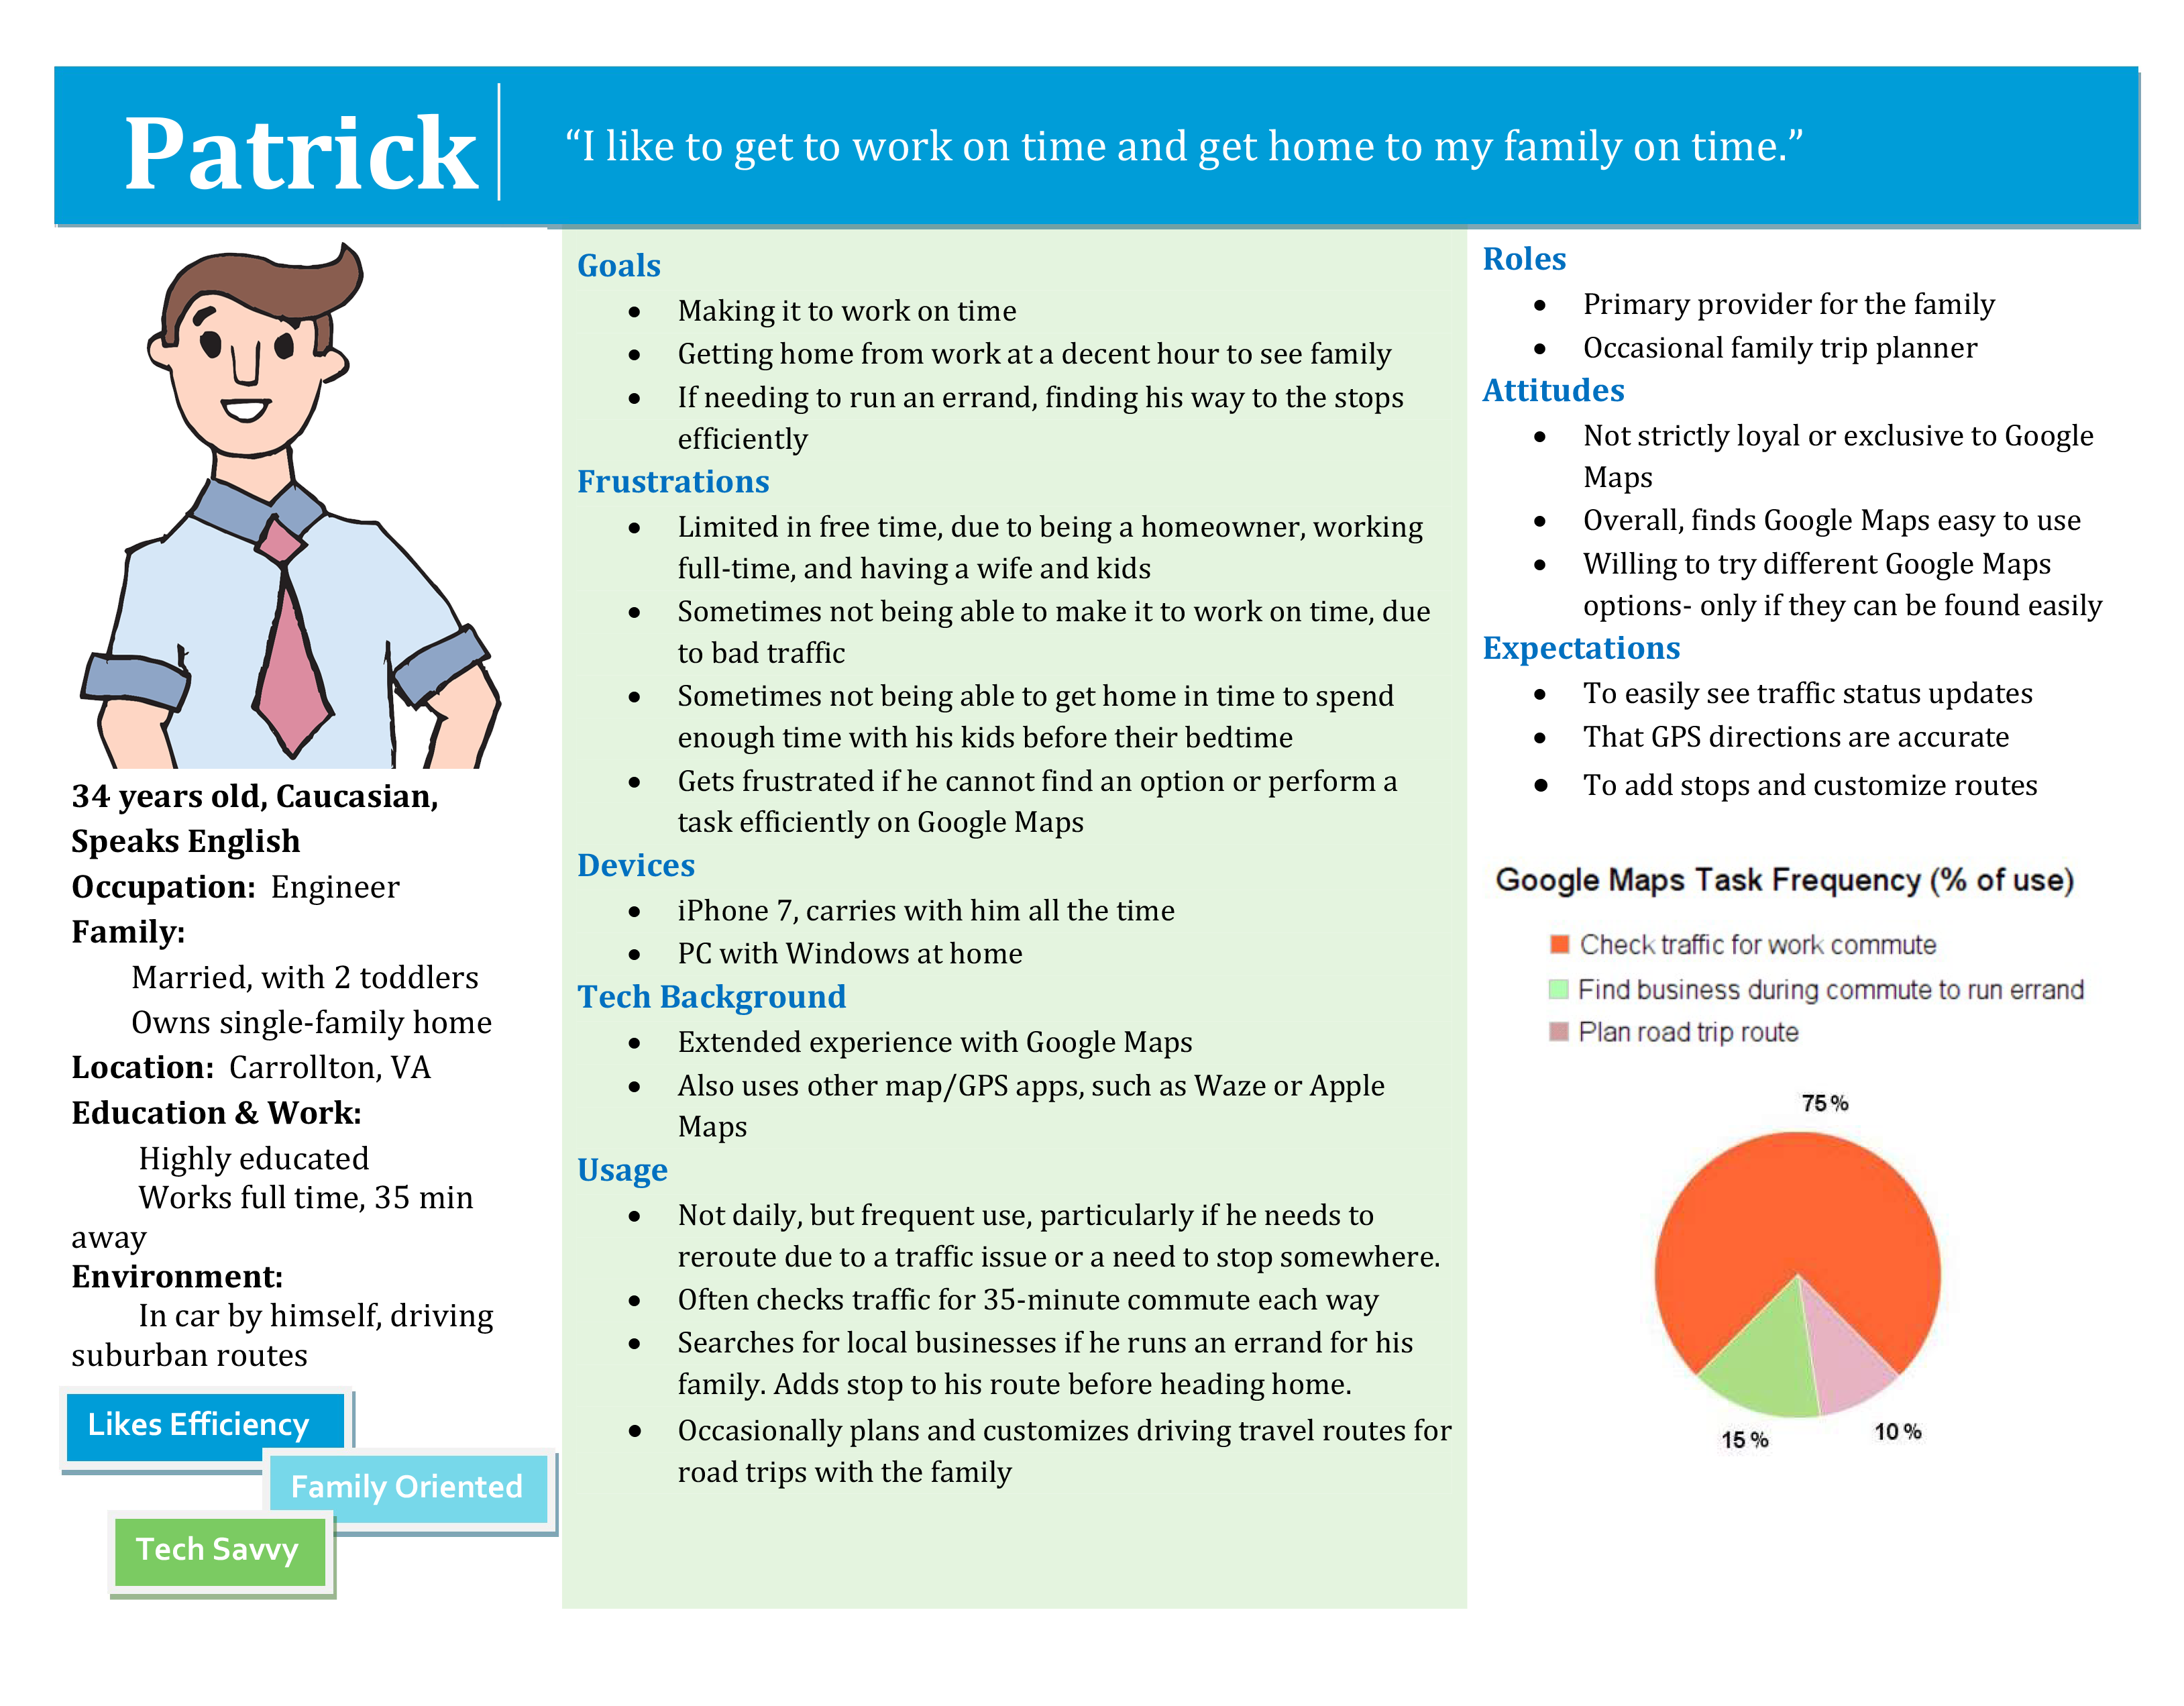 Patrick
“I like to get to work on time and get home to my family on time.”
34 years old, Caucasian,
Speaks English
Occupation: Engineer
Family:
Married, with 2 toddlers
Owns single-family home
Location: Carrollton, VA
Education & Work:
Highly educated
Works full time, 35 min
away
Environment:
In car by himself, driving
suburban routes
Likes Efficiency
Family Oriented
Tech Savvy
Goals
• Making it to work on time
• Getting home from work at a decent hour to see family
• If needing to run an errand, finding his way to the stops
efficiently
Frustrations
• Limited in free time, due to being a homeowner, working
full-time, and having a wife and kids
• Sometimes not being able to make it to work on time, due
to bad traffic
• Sometimes not being able to get home in time to spend
enough time with his kids before their bedtime
• Gets frustrated if he cannot find an option or perform a
task efficiently on Google Maps
Devices
• iPhone 7, carries with him all the time
• PC with Windows at home
Tech Background
• Extended experience with Google Maps
• Also uses other map/GPS apps, such as Waze or Apple
Maps
Usage
• Not daily, but frequent use, particularly if he needs to
reroute due to a traffic issue or a need to stop somewhere.
• Often checks traffic for 35-minute commute each way
• Searches for local businesses if he runs an errand for his
family. Adds stop to his route before heading home.
• Occasionally plans and customizes driving travel routes for
road trips with the family
Roles
• Primary provider for the family
• Occasional family trip planner
Attitudes
• Not strictly loyal or exclusive to Google
Maps
• Overall, finds Google Maps easy to use
• Willing to try different Google Maps
options- only if they can be found easily
Expectations
• To easily see traffic status updates
• That GPS directions are accurate
• To add stops and customize routes
Google Maps Task Frequency (% of use)
Check traffic for work commute
Find business during commute to run errand
Plan road trip route
75 %
15 %
10 %